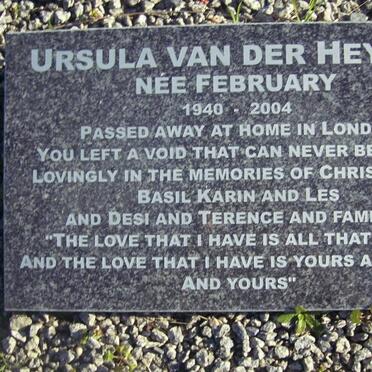 URSULA VAN DER HEY
NÉE FEBRUARY
1940 - 2004
PASSED AWAY AT HOME IN LOND
YOU LEFT A VOID THAT CAN NEVER BE
LOVINGLY IN THE MEMORIES OF CHRIS
BASIL KARIN AND LES
AND DESI AND TERENCE AND FAMI
"THE LOVE THAT I HAVE IS ALL THAT
AND THE LOVE THAT I HAVE IS YOURS A
AND YOURS"